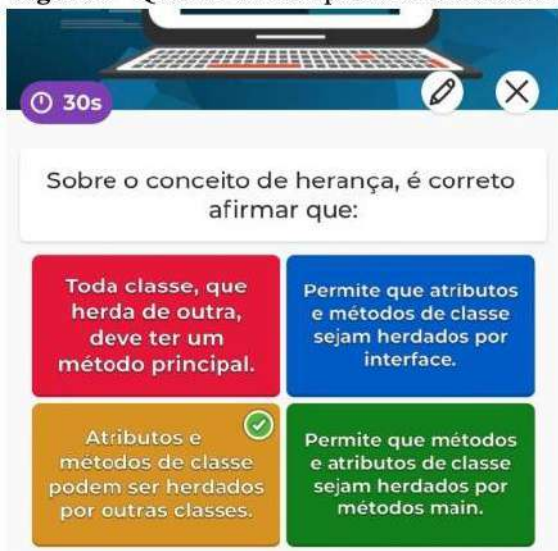 30s
Sobre o conceito de herança, é correto
afirmar que:
Toda classe, que
herda de outra,
deve ter um
método principal.
Permite que atributos
e métodos de classe
sejam herdados por
interface.
Atributos e
métodos de classe
podem ser herdados
por outras classes.
Permite que métodos
e atributos de classe
sejam herdados por
métodos main.